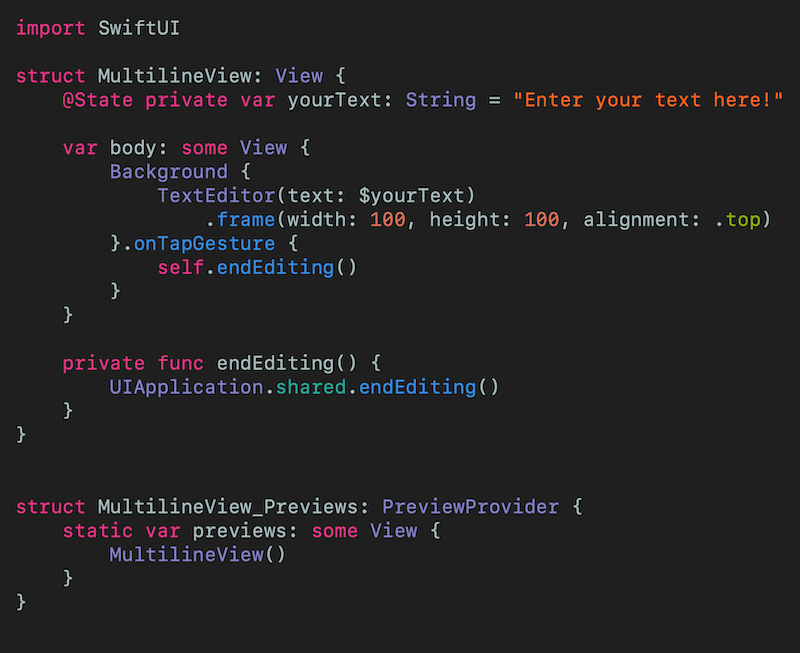 import SwiftUI
struct MultilineView: View {
    @State private var yourText: String = "Enter your text here!"
    var body: some View {
        Background {
            TextEditor(text: $yourText)
                .frame(width: 100, height: 100, alignment: .top)
        }.onTapGesture {
            self.endEditing()
        }
    }
    private func endEditing() {
        UIApplication.shared.endEditing()
    }
}
struct MultilineView_Previews: PreviewProvider {
    static var previews: some View {
        MultilineView()
    }
}